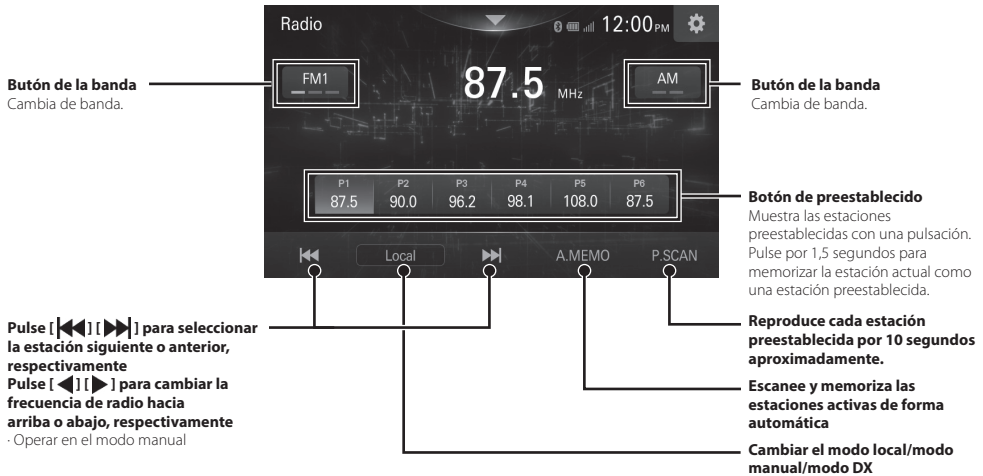 Radio
12:00 PM
FM1
87.5 MHz
AM
P1 P2 P3 P4 P5 P6
87.5 90.0 96.2 98.1 108.0 87.5
Local A.MEMO P.SCAN
Butón de la banda
Cambia de banda.
Butón de la banda
Cambia de banda.
Botón de preestablecido
Muestra las estaciones
preestablecidas con una pulsación.
Pulse por 1,5 segundos para
memorizar la estación actual como
una estación preestablecida.
Pulse [⏮] [⏭] para seleccionar
la estación siguiente o anterior,
respectivamente
Pulse [◀] [▶] para cambiar la
frecuencia de radio hacia
arriba o abajo, respectivamente
· Operar en el modo manual
Reproduce cada estación
preestablecida por 10 segundos
aproximadamente.
Escanee y memoriza las
estaciones activas de forma
automática
Cambiar el modo local/modo
manual/modo DX